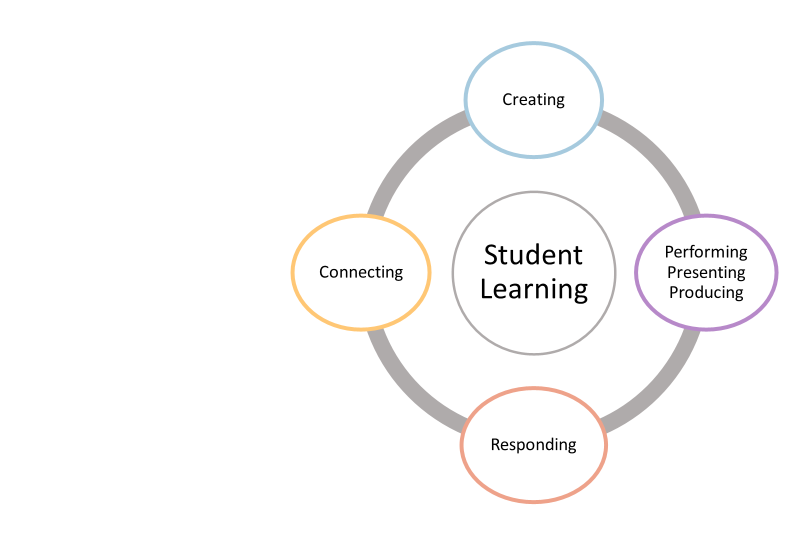 Creating
Connecting
Student
Learning
Performing
Presenting
Producing
Responding